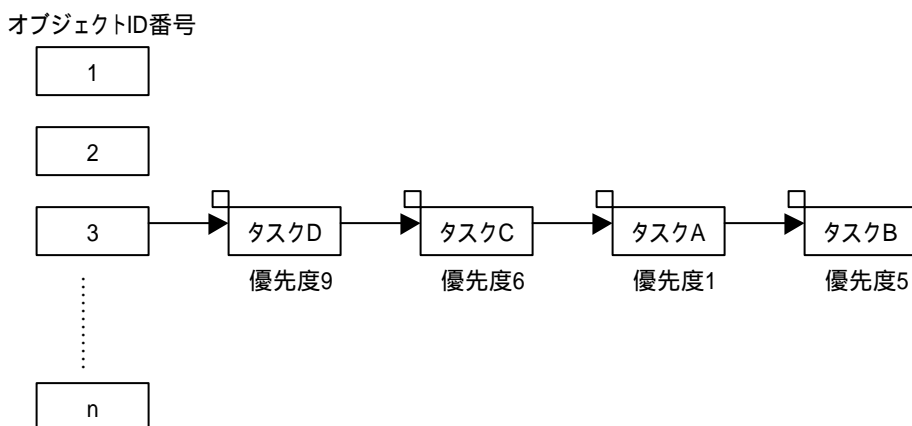 オブジェクトID番号
1
2
3
タスクD
タスクC
タスクA
タスクB
優先度9
優先度6
優先度1
優先度5
n